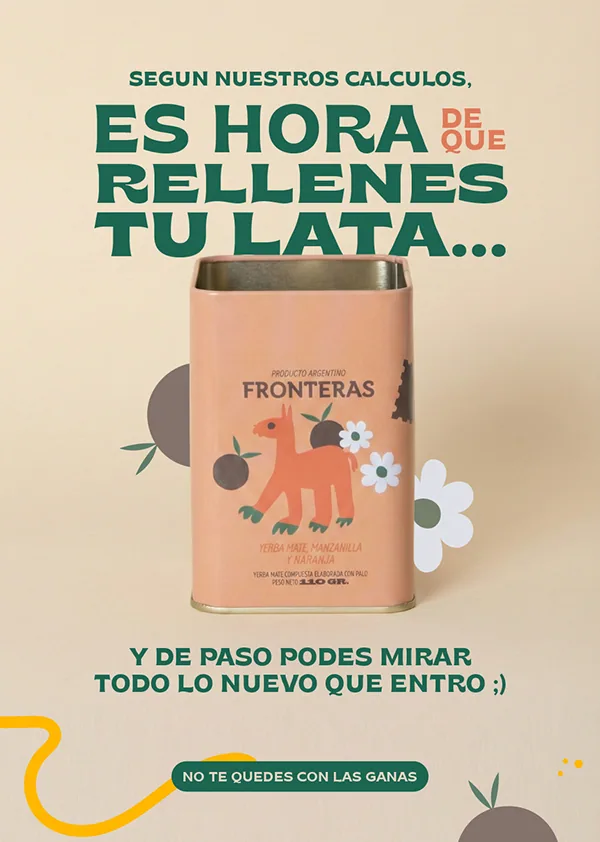 SEGUN NUESTROS CALCULOS,
ES HORA DE QUE
RELLENES
TU LATA...
PRODUCTO ARGENTINO
FRONTERAS
YERBA MATE, MANZANILLA
Y NARANJA
YERBA MATE COMPUESTA ELABORADA CON PALO
PESO NETO 110 GR.
Y DE PASO PODES MIRAR
TODO LO NUEVO QUE ENTRO ;)
NO TE QUEDES CON LAS GANAS